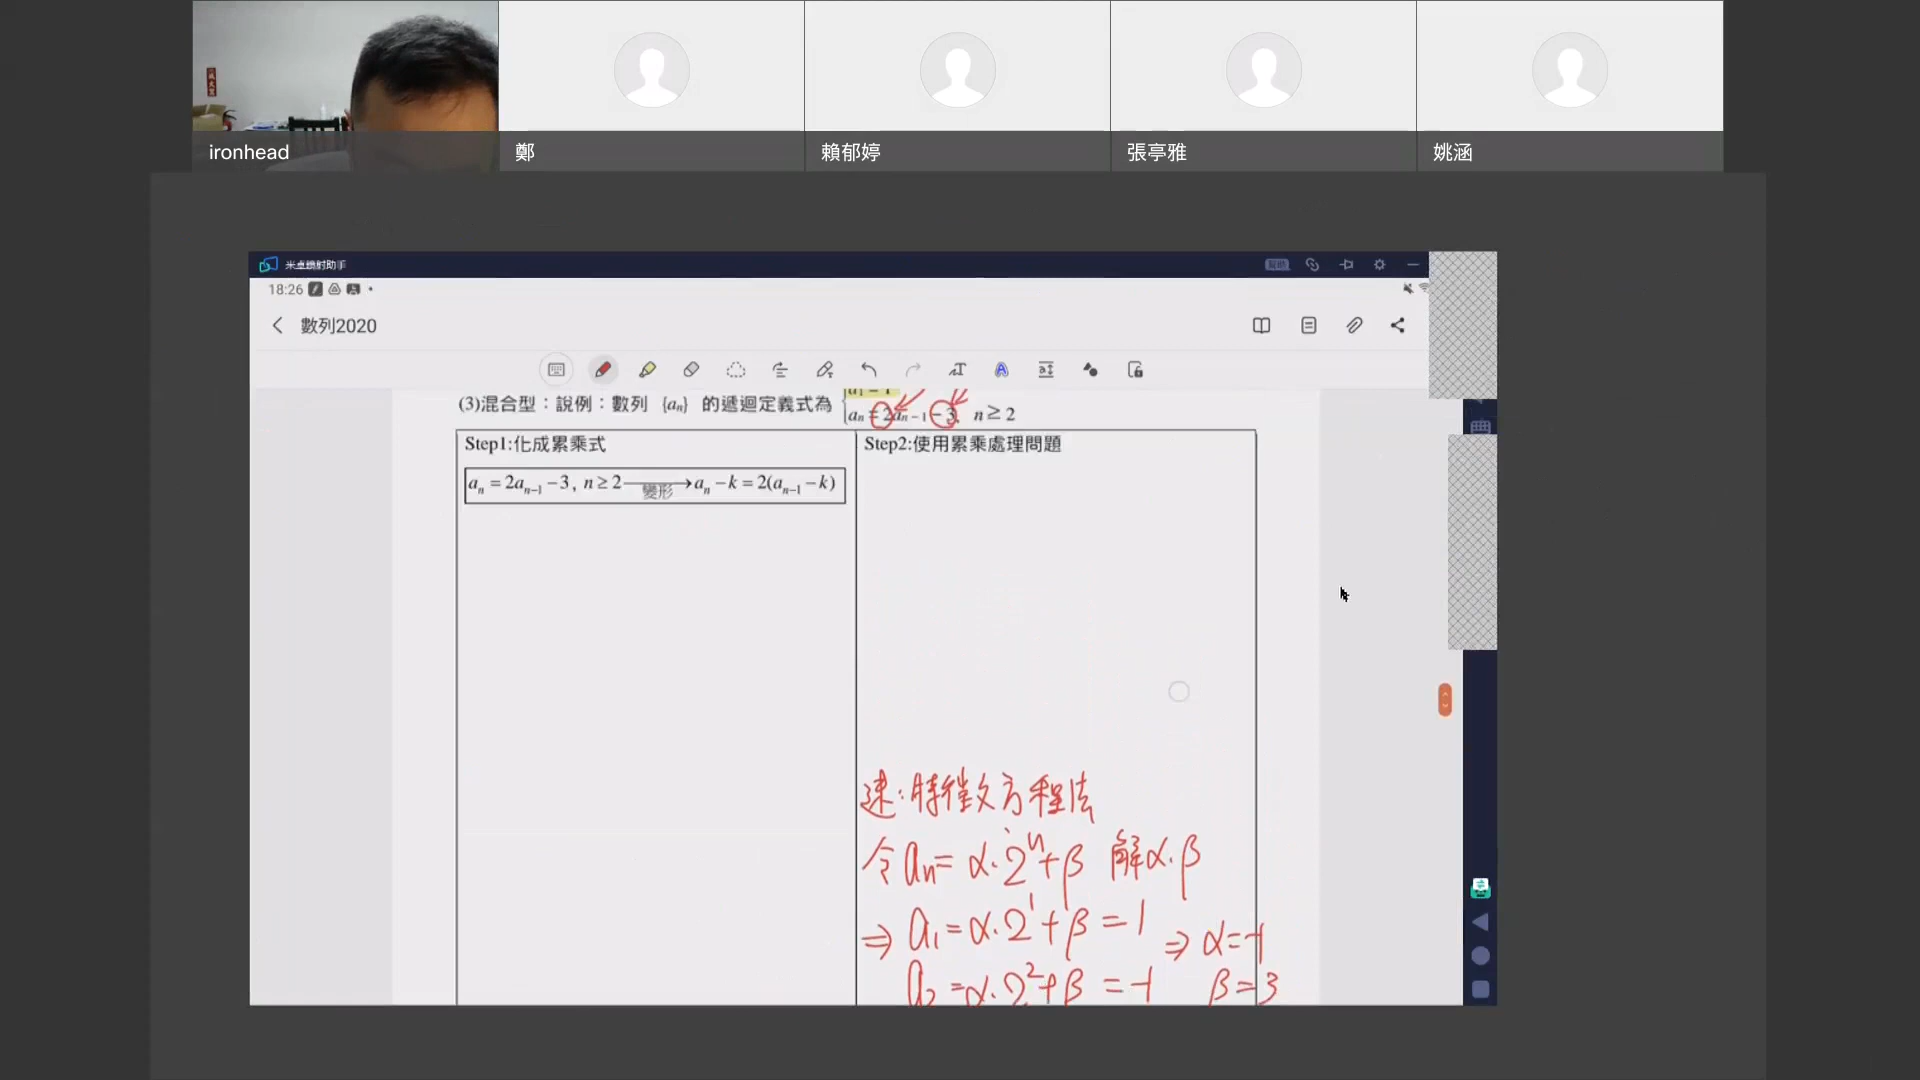 ironhead
鄭
賴郁婷
張亭雅
姚涵
18:26
數列2020
(3)混合型：說例：數列 {aₙ} 的遞迴定義式為
aₙ = 2aₙ₋₁ − 3, n ≥ 2
Step1:化成累乘式
Step2:使用累乘處理問題
aₙ = 2aₙ₋₁ − 3, n ≥ 2 ⟶ aₙ − k = 2(aₙ₋₁ − k)
變形
速:特徵方程法
令 aₙ = α·2ⁿ + β 解α.β
⇒ a₁ = α·2¹ + β = 1 ⇒ α = -1
a₂ = α·2² + β = -1 β = 3